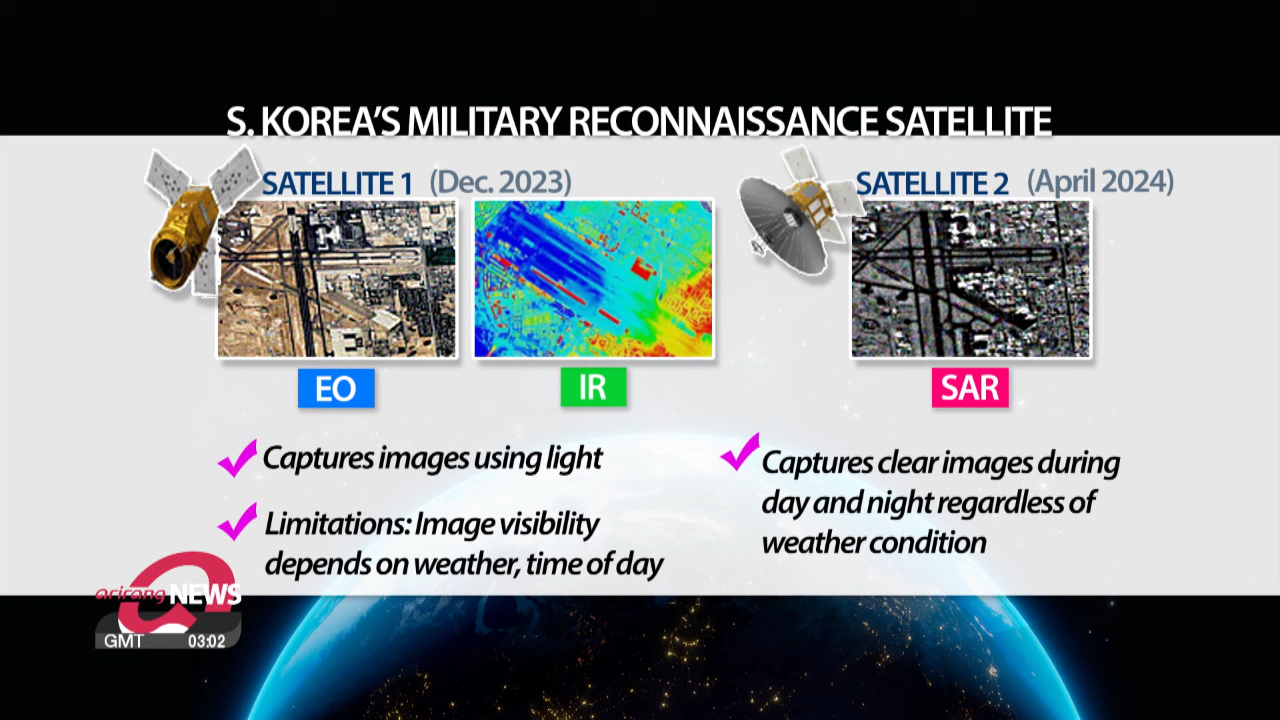 S. KOREA'S MILITARY RECONNAISSANCE SATELLITE
SATELLITE 1 (Dec. 2023)
SATELLITE 2 (April 2024)
EO
IR
SAR
Captures images using light
Limitations: Image visibility
depends on weather, time of day
Captures clear images during
day and night regardless of
weather condition
arirang NEWS
GMT 03:02